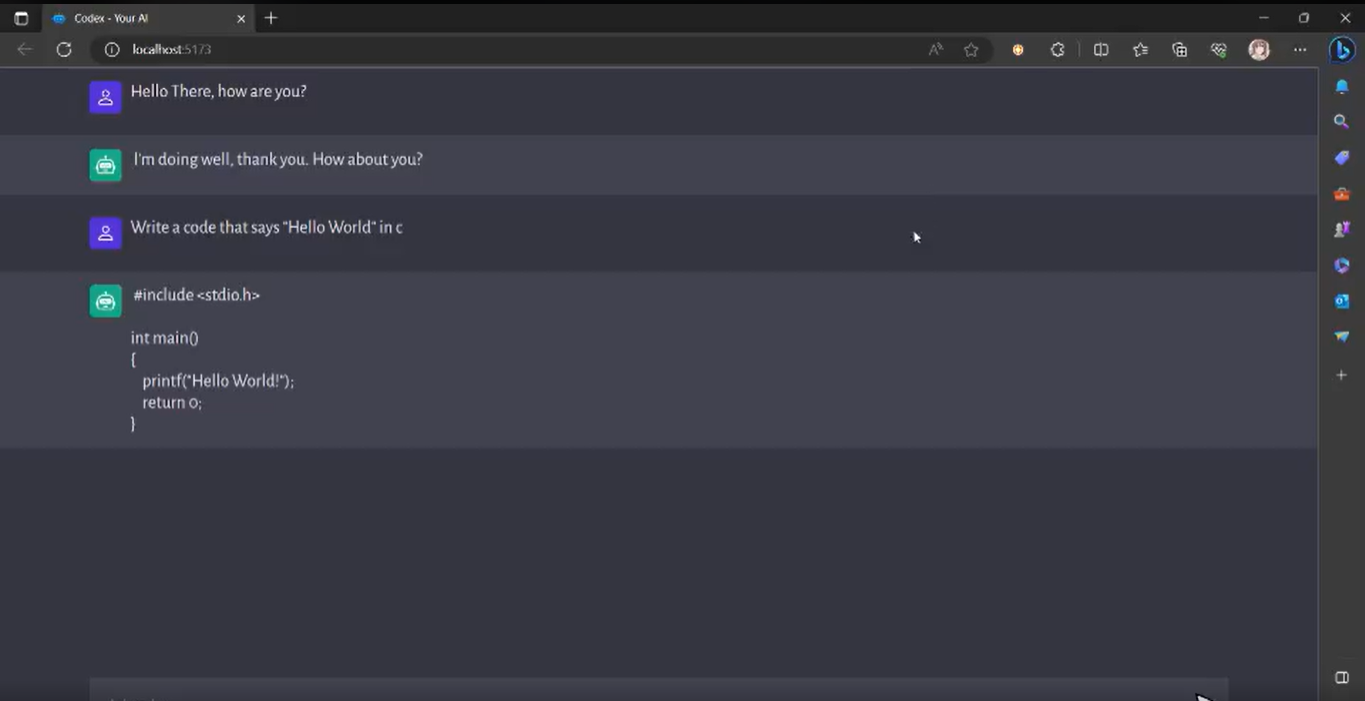 Codex - Your AI
localhost:5173
Hello There, how are you?
I'm doing well, thank you. How about you?
Write a code that says "Hello World" in c
#include <stdio.h>
int main()
{
printf("Hello World!");
return 0;
}